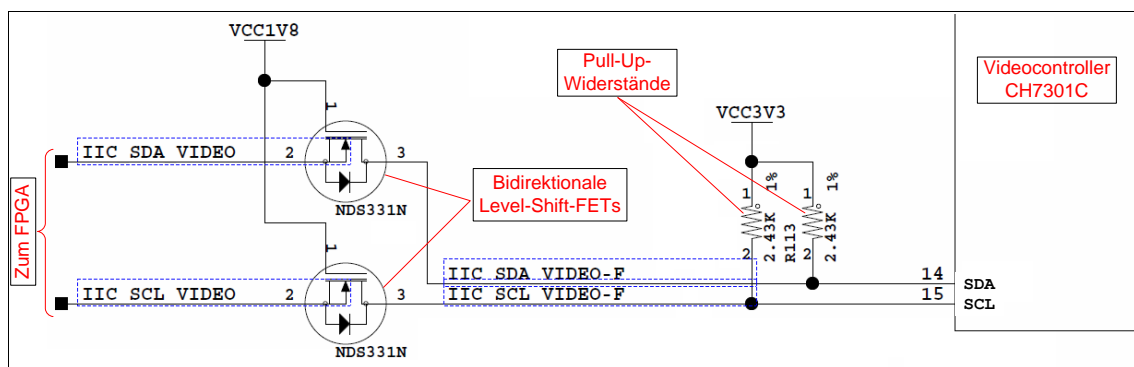 VCC1V8
Pull-Up-
Widerstände
Videocontroller
CH7301C
VCC3V3
1
IIC SDA VIDEO
2
3
NDS331N
Bidirektionale
Level-Shift-FETs
Zum FPGA
1
1%
2.43K
2
1
1%
R113
2.43K
2
1
IIC SCL VIDEO
2
3
NDS331N
IIC SDA VIDEO-F
14
SDA
IIC SCL VIDEO-F
15
SCL